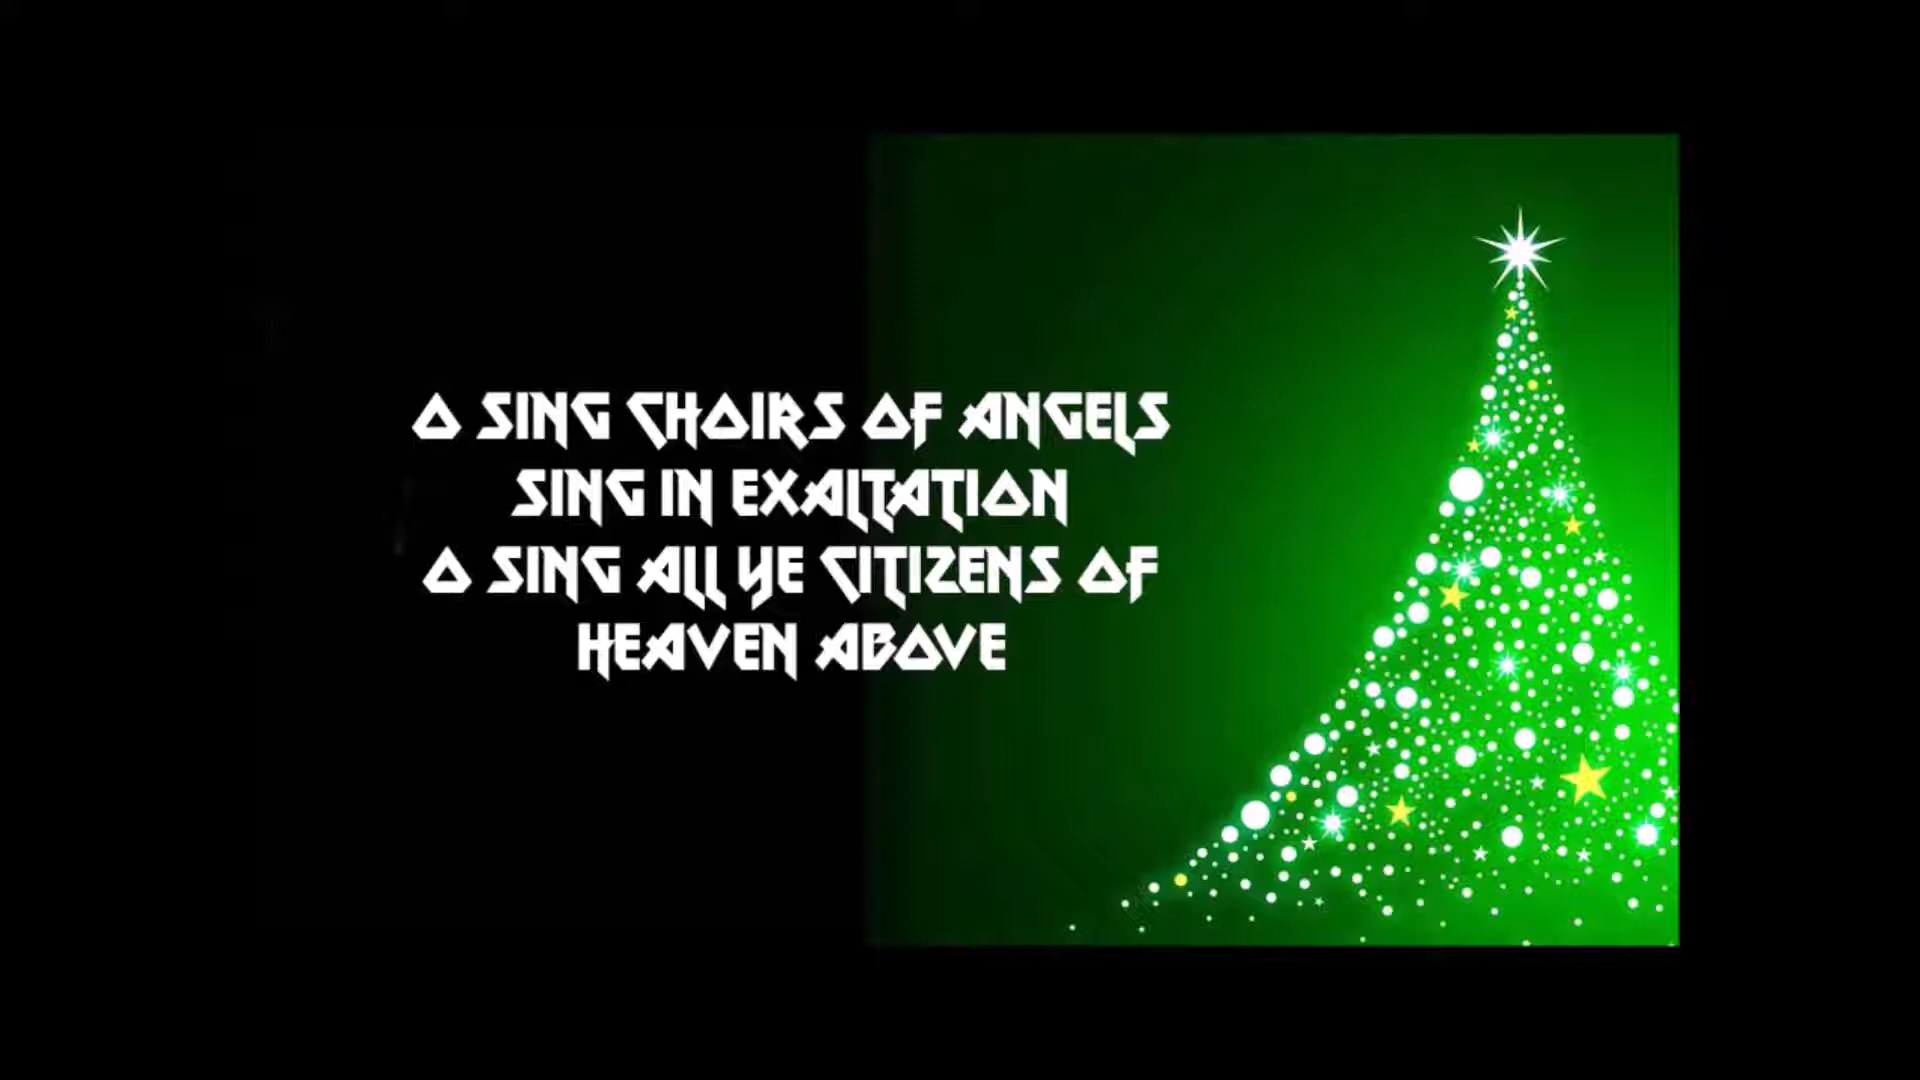 O SING CHOIRS OF ANGELS
SING IN EXALTATION
O SING ALL YE CITIZENS OF
HEAVEN ABOVE